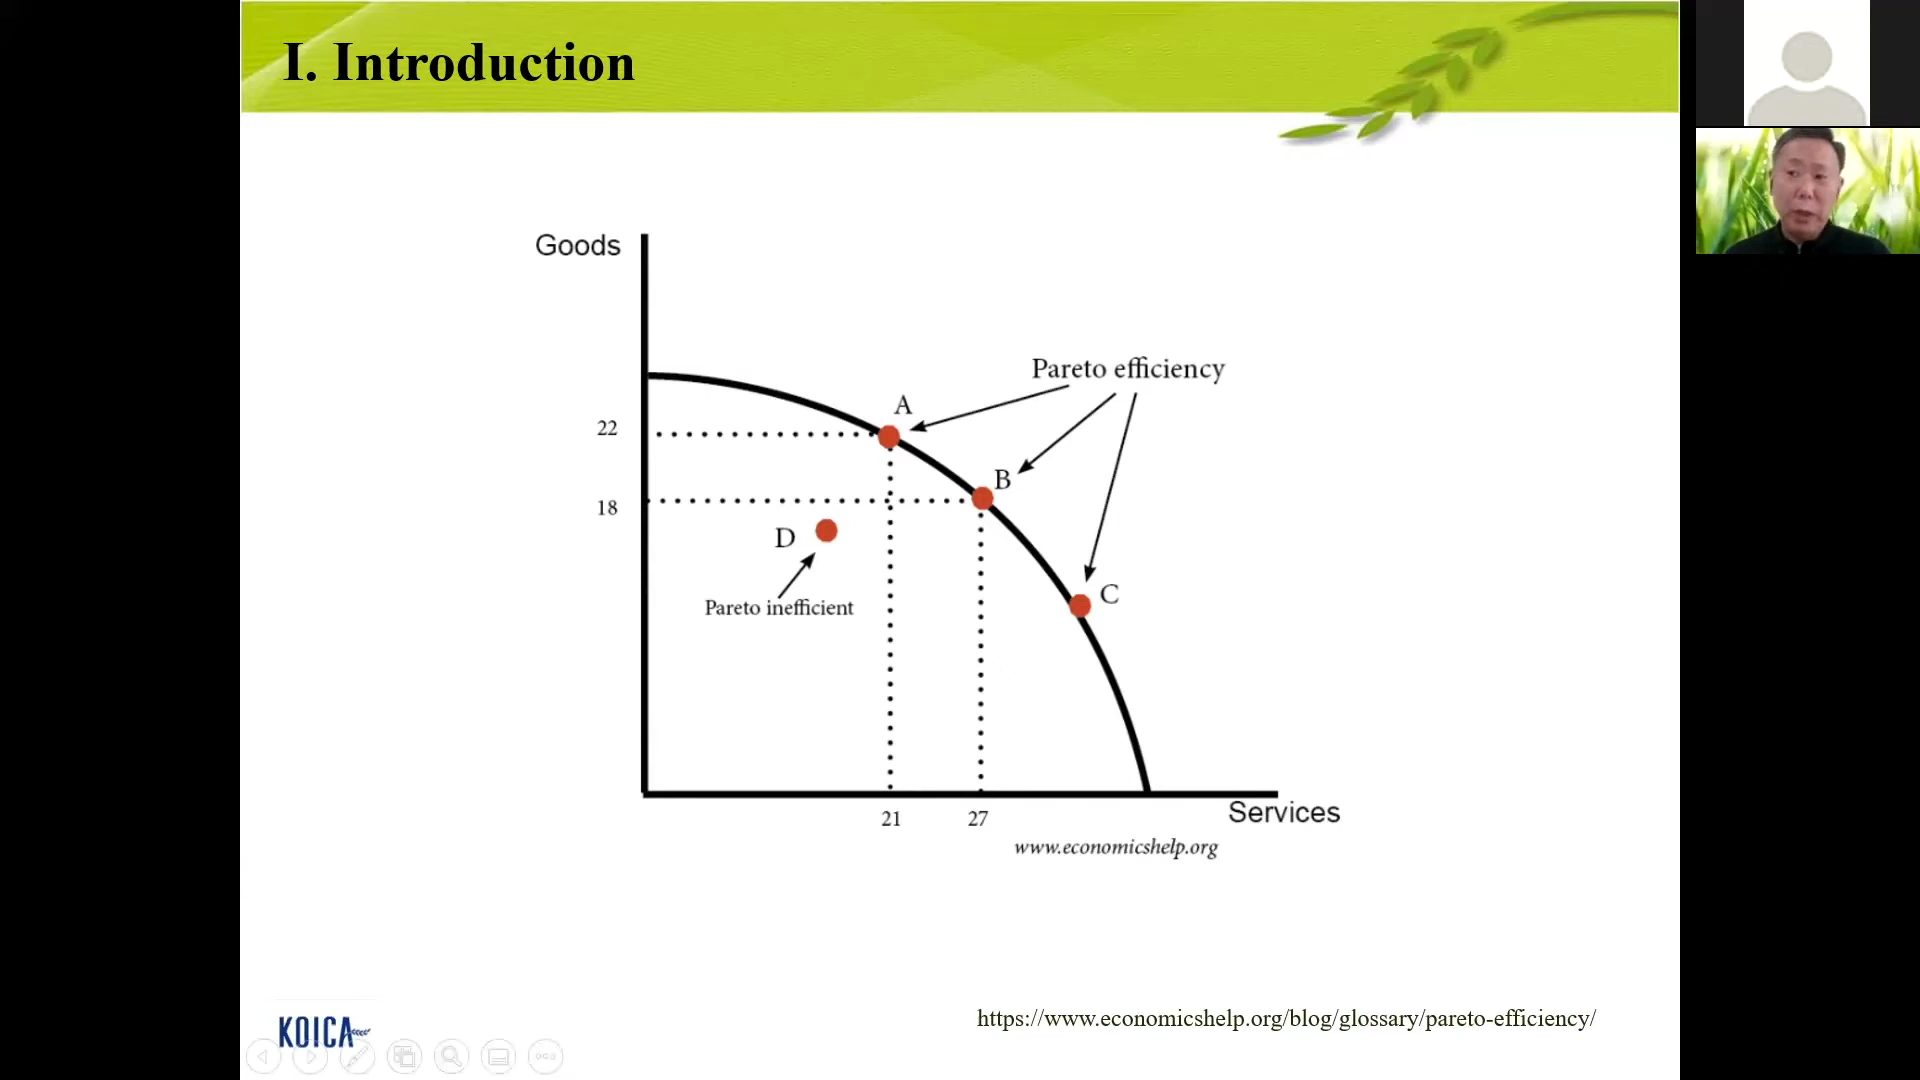 I. Introduction
Goods
Pareto efficiency
A
22
B
18
D
C
Pareto inefficient
21
27
Services
www.economicshelp.org
https://www.economicshelp.org/blog/glossary/pareto-efficiency/
KOICA